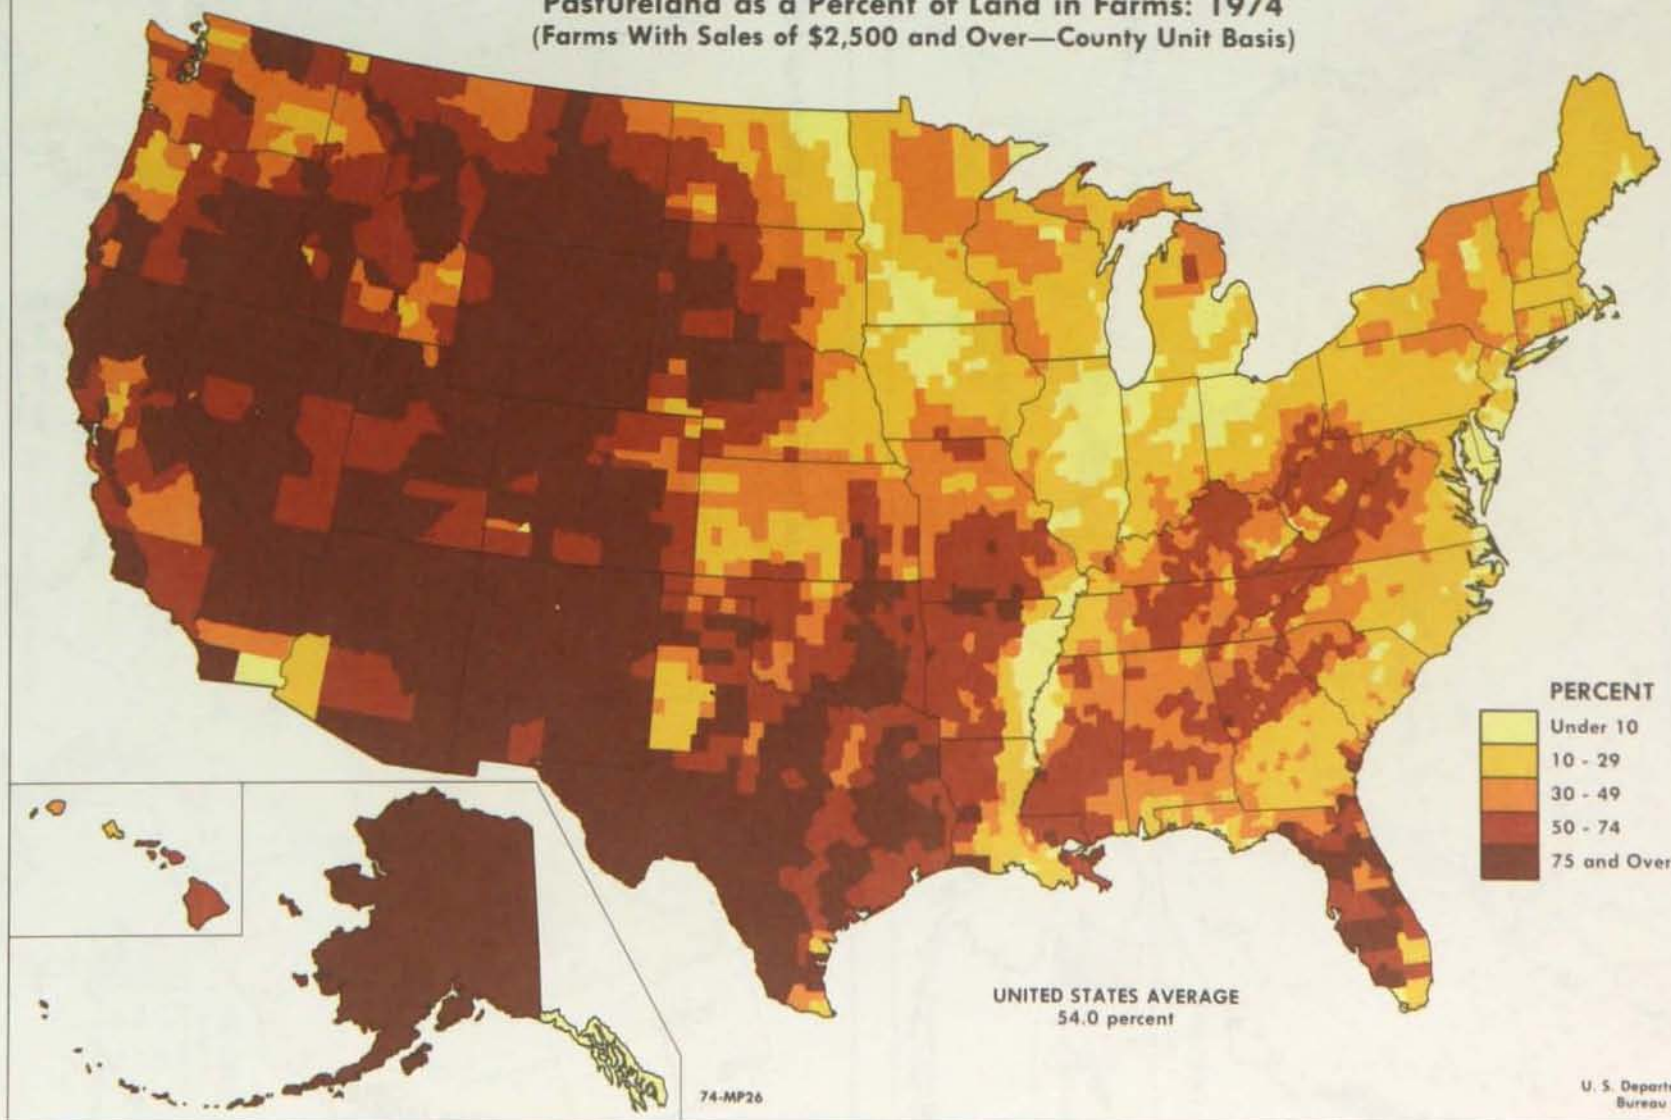 Pastureland as a Percent of Land in Farms: 1974
(Farms With Sales of $2,500 and Over—County Unit Basis)
PERCENT
Under 10
10 - 29
30 - 49
50 - 74
75 and Over
UNITED STATES AVERAGE
54.0 percent
74-MP26
U. S. Depart
Bureau